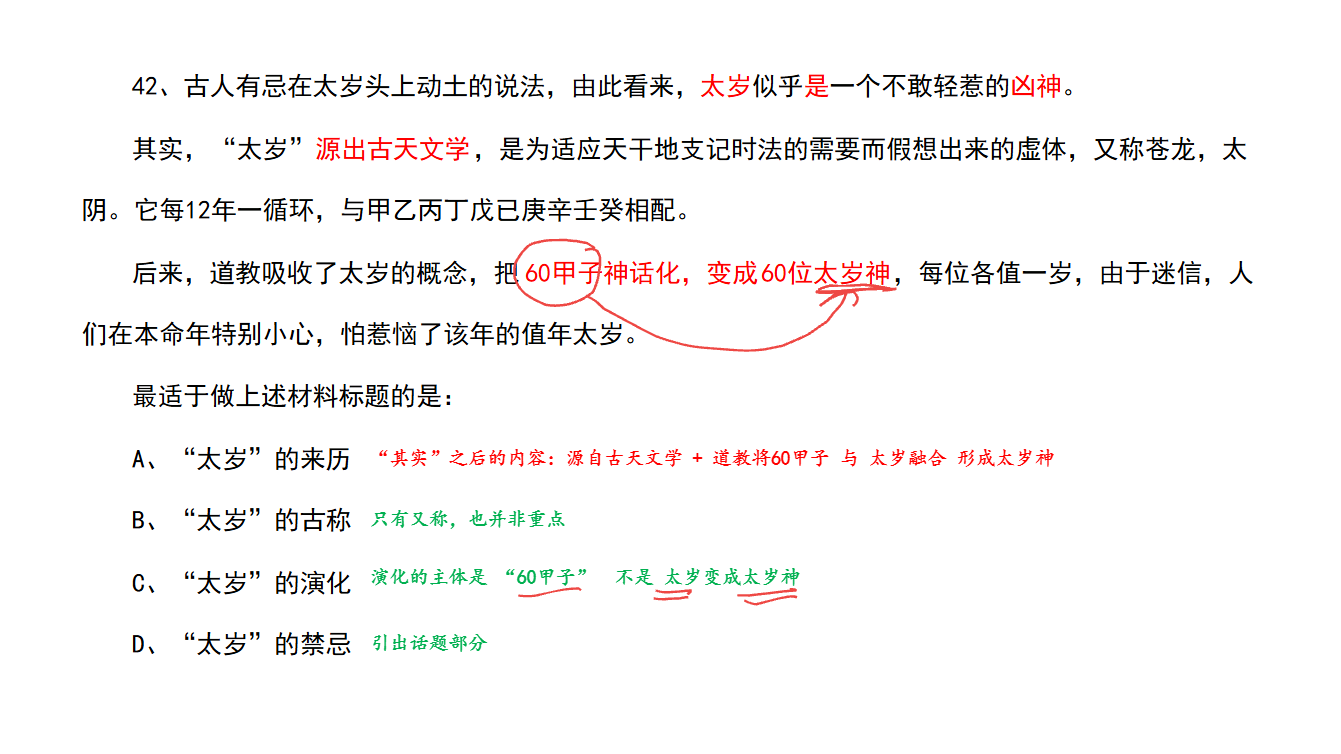 42、古人有忌在太岁头上动土的说法，由此看来，太岁似乎是一个不敢轻惹的凶神。
其实，“太岁”源出古天文学，是为适应天干地支记时法的需要而假想出来的虚体，又称苍龙，太
阴。它每12年一循环，与甲乙丙丁戊已庚辛壬癸相配。
后来，道教吸收了太岁的概念，把60甲子神话化，变成60位太岁神，每位各值一岁，由于迷信，人
们在本命年特别小心，怕惹恼了该年的值年太岁。
最适于做上述材料标题的是：
A、“太岁”的来历 “其实”之后的内容：源自古天文学 + 道教将60甲子 与 太岁融合 形成太岁神
B、“太岁”的古称 只有又称，也并非重点
C、“太岁”的演化 演化的主体是 “60甲子” 不是 太岁变成太岁神
D、“太岁”的禁忌 引出话题部分